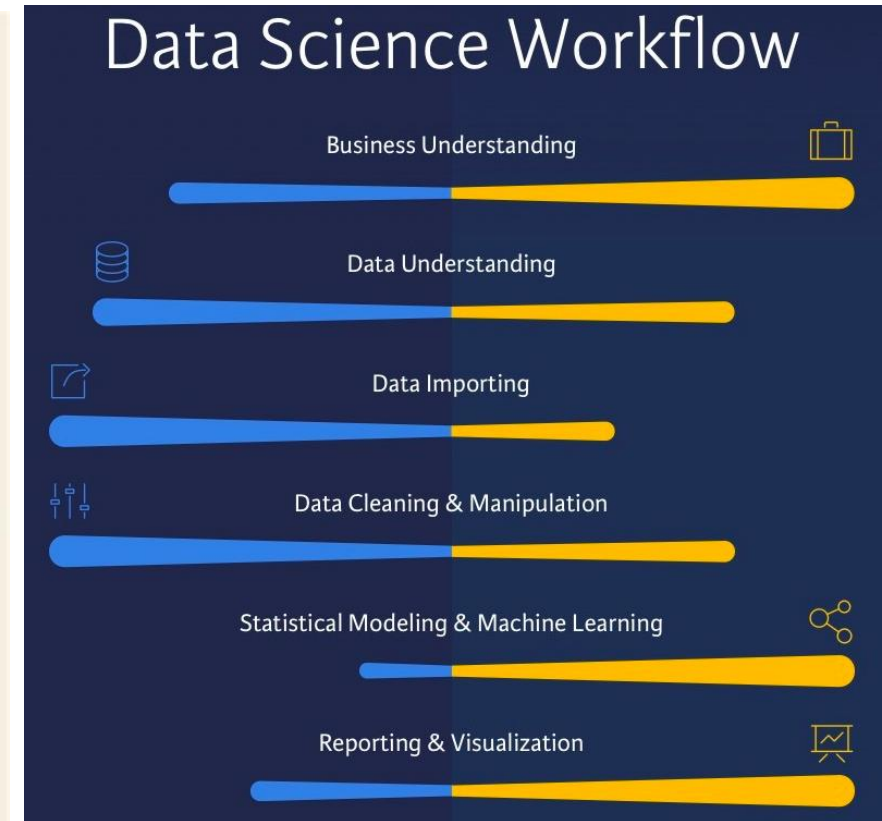 Data Science Workflow
Business Understanding
Data Understanding
Data Importing
Data Cleaning & Manipulation
Statistical Modeling & Machine Learning
Reporting & Visualization